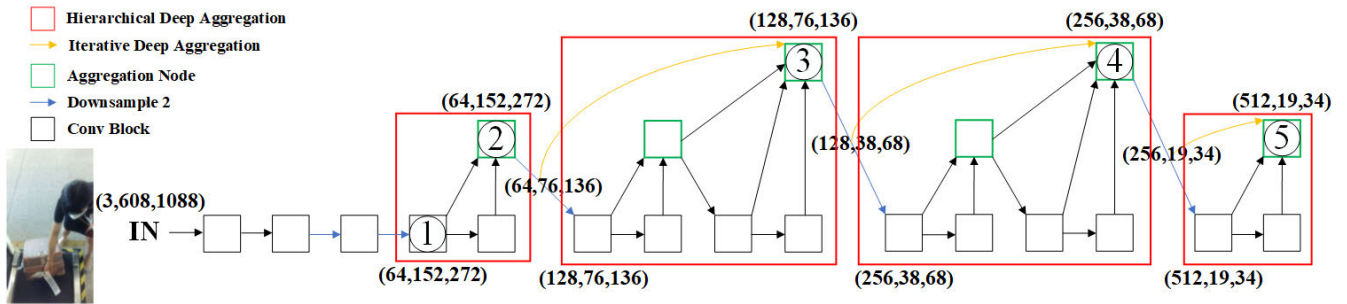 Hierarchical Deep Aggregation
Iterative Deep Aggregation
Aggregation Node
Downsample 2
Conv Block
(3,608,1088)
IN
1
(64,152,272)
(64,152,272)
2
(64,76,136)
(128,76,136)
(128,76,136)
3
(128,38,68)
(256,38,68)
(256,38,68)
4
(256,19,34)
(512,19,34)
(512,19,34)
5